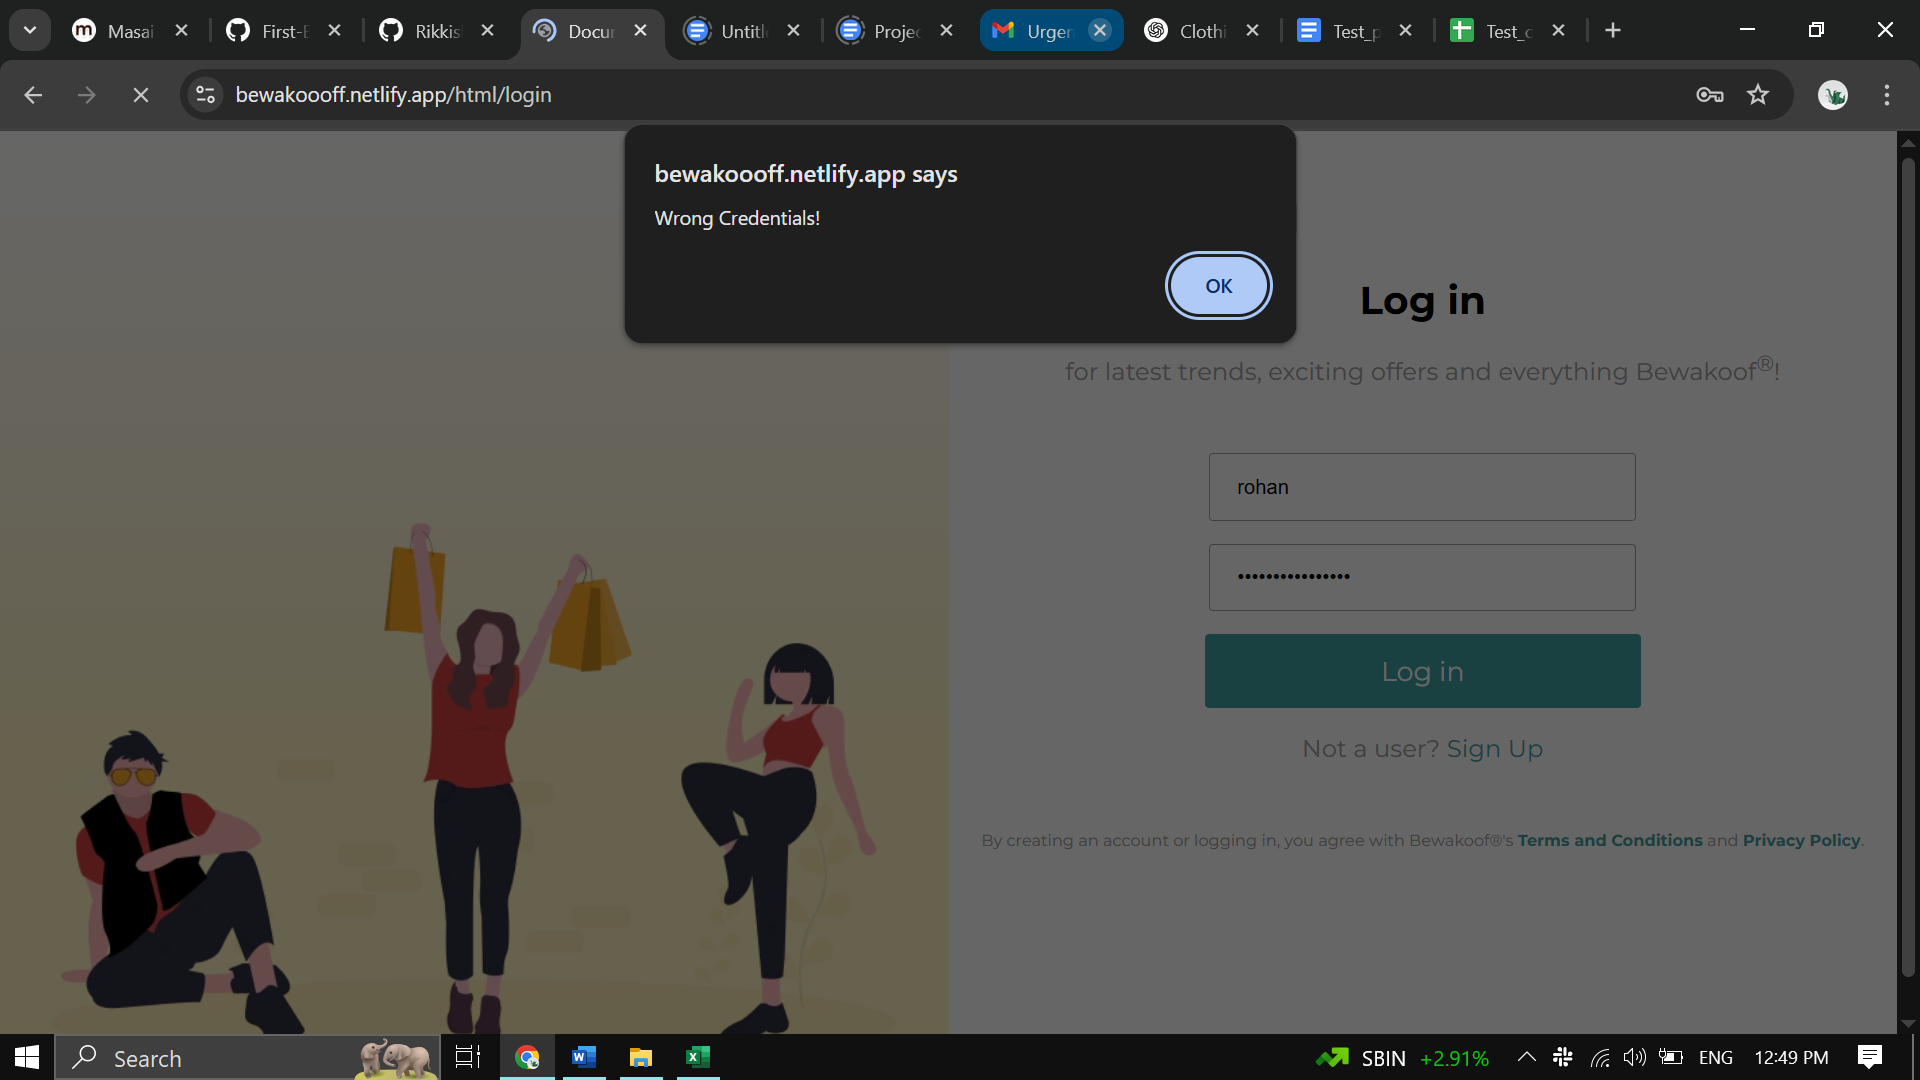 Masai
First-E
Rikkis
Docur
Untitl
Projec
Urgen
Clothi
Test_p
Test_c
bewakoooff.netlify.app/html/login
bewakoooff.netlify.app says
Wrong Credentials!
OK
Log in
for latest trends, exciting offers and everything Bewakoof®!
rohan
••••••••••••••••
Log in
Not a user? Sign Up
By creating an account or logging in, you agree with Bewakoof®'s Terms and Conditions and Privacy Policy.
Search
SBIN +2.91%
ENG
12:49 PM